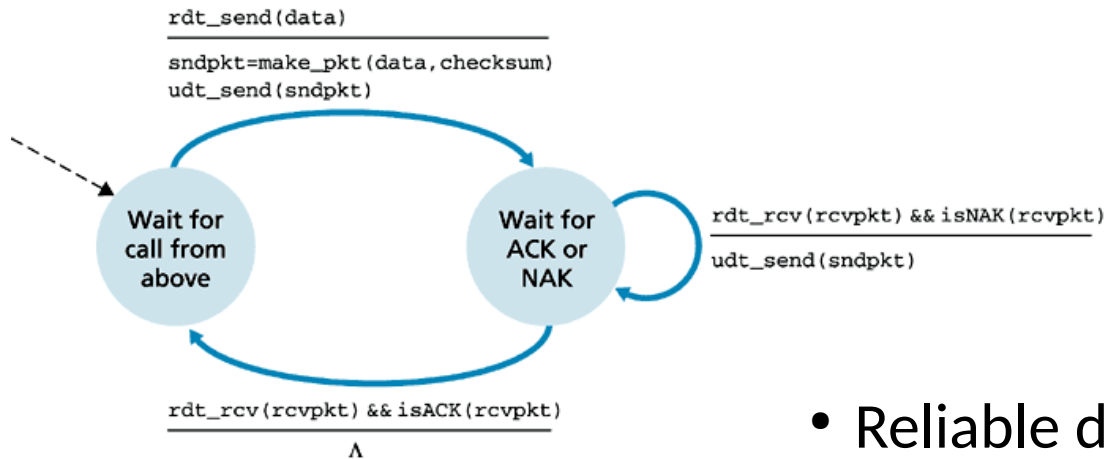 rdt_send(data)
sndpkt=make_pkt(data,checksum)
udt_send(sndpkt)
Wait for
call from
above
Wait for
ACK or
NAK
rdt_rcv(rcvpkt) && isNAK(rcvpkt)
udt_send(sndpkt)
rdt_rcv(rcvpkt) && isACK(rcvpkt)
Λ
• Reliable d